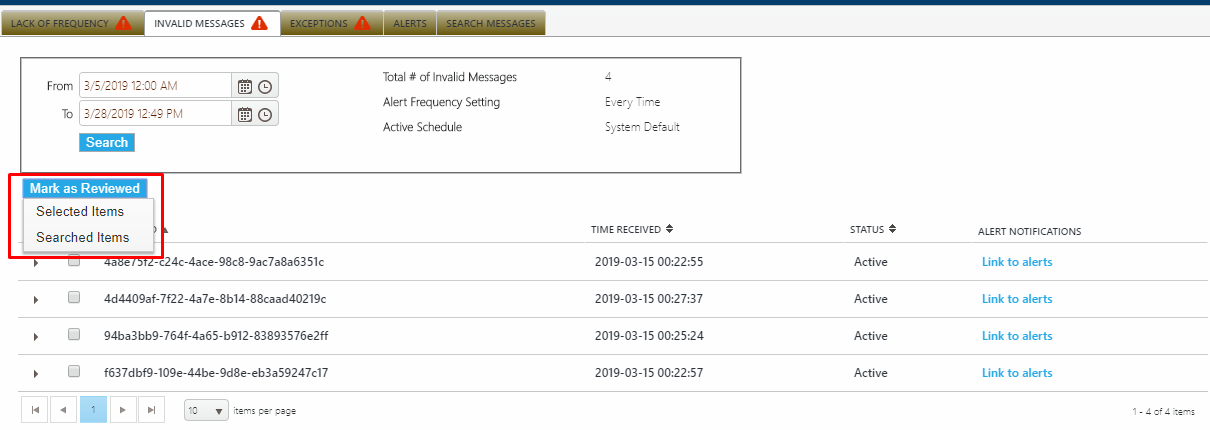 LACK OF FREQUENCY INVALID MESSAGES EXCEPTIONS ALERTS SEARCH MESSAGES
From 3/5/2019 12:00 AM Total # of Invalid Messages 4
To 3/28/2019 12:49 PM Alert Frequency Setting Every Time
Search Active Schedule System Default
Mark as Reviewed
Selected Items
Searched Items
TIME RECEIVED STATUS ALERT NOTIFICATIONS
4a8e75f2-c24c-4ace-98c8-9ac7a8a6351c 2019-03-15 00:22:55 Active Link to alerts
4d4409af-7f22-4a7e-8b14-88caad40219c 2019-03-15 00:27:37 Active Link to alerts
94ba3bb9-764f-4a65-b912-83893576e2ff 2019-03-15 00:25:24 Active Link to alerts
f637dbf9-109e-44be-9d8e-eb3a59247c17 2019-03-15 00:22:57 Active Link to alerts
1 10 items per page 1 - 4 of 4 items